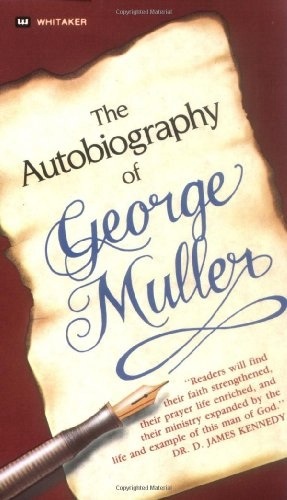 WHITAKER
The
Autobiography
of
George
Muller
"Readers will find
their faith strengthened,
their prayer life enriched, and
their ministry expanded by the
life and example of this man of God."
DR. D. JAMES KENNEDY